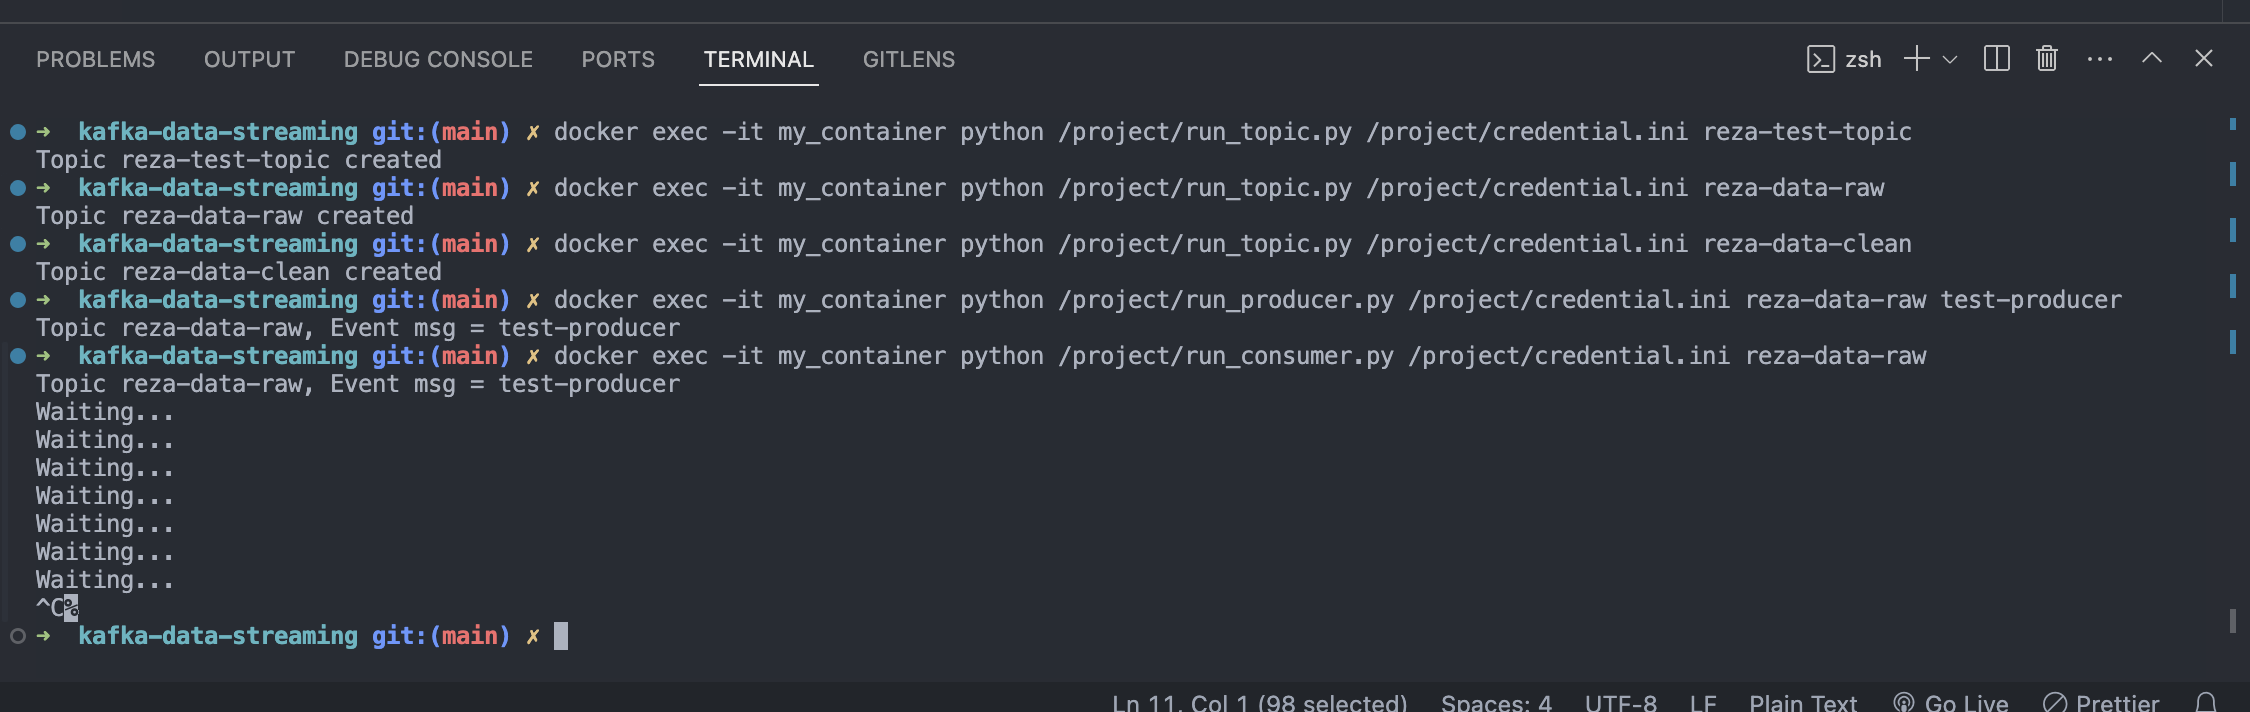 PROBLEMS OUTPUT DEBUG CONSOLE PORTS TERMINAL GITLENS zsh
➜ kafka-data-streaming git:(main) ✗ docker exec -it my_container python /project/run_topic.py /project/credential.ini reza-test-topic
Topic reza-test-topic created
➜ kafka-data-streaming git:(main) ✗ docker exec -it my_container python /project/run_topic.py /project/credential.ini reza-data-raw
Topic reza-data-raw created
➜ kafka-data-streaming git:(main) ✗ docker exec -it my_container python /project/run_topic.py /project/credential.ini reza-data-clean
Topic reza-data-clean created
➜ kafka-data-streaming git:(main) ✗ docker exec -it my_container python /project/run_producer.py /project/credential.ini reza-data-raw test-producer
Topic reza-data-raw, Event msg = test-producer
➜ kafka-data-streaming git:(main) ✗ docker exec -it my_container python /project/run_consumer.py /project/credential.ini reza-data-raw
Topic reza-data-raw, Event msg = test-producer
Waiting...
Waiting...
Waiting...
Waiting...
Waiting...
Waiting...
Waiting...
^C%
➜ kafka-data-streaming git:(main) ✗
Ln 11, Col 1 (98 selected) Spaces: 4 UTF-8 LF Plain Text Go Live Prettier